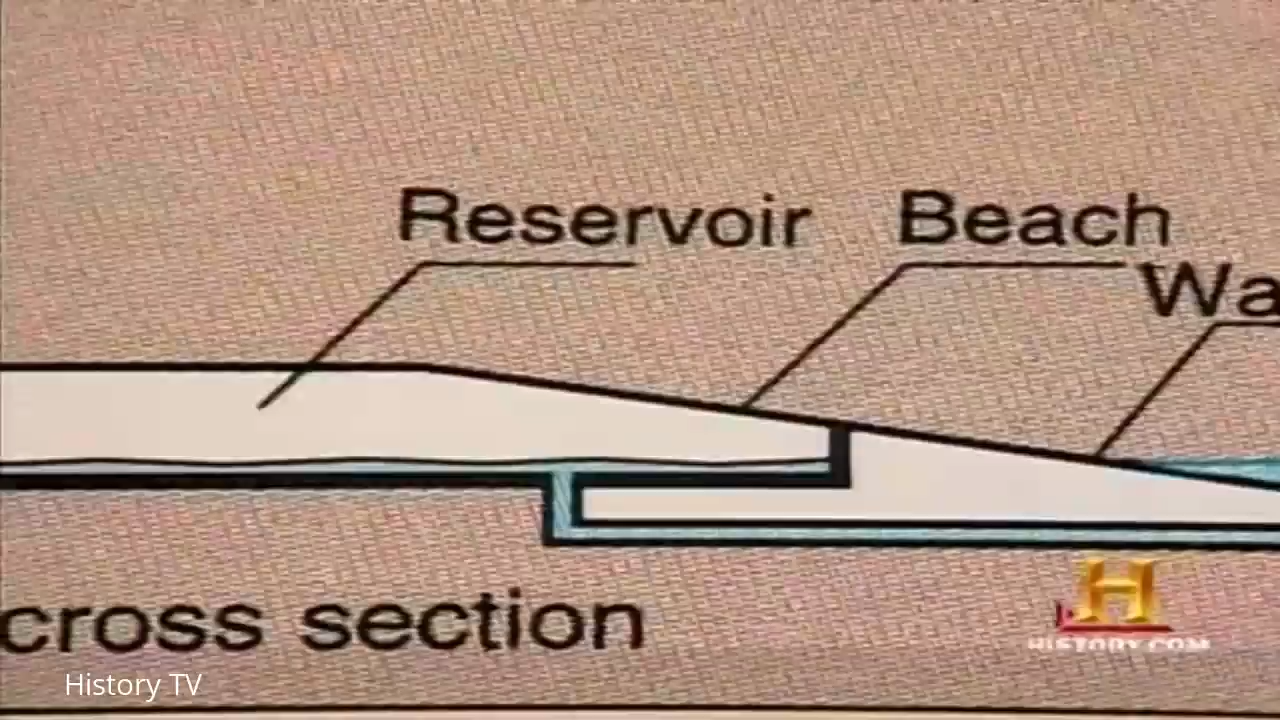 Reservoir
Beach
Wa
cross section
H
HISTORY.COM
History TV